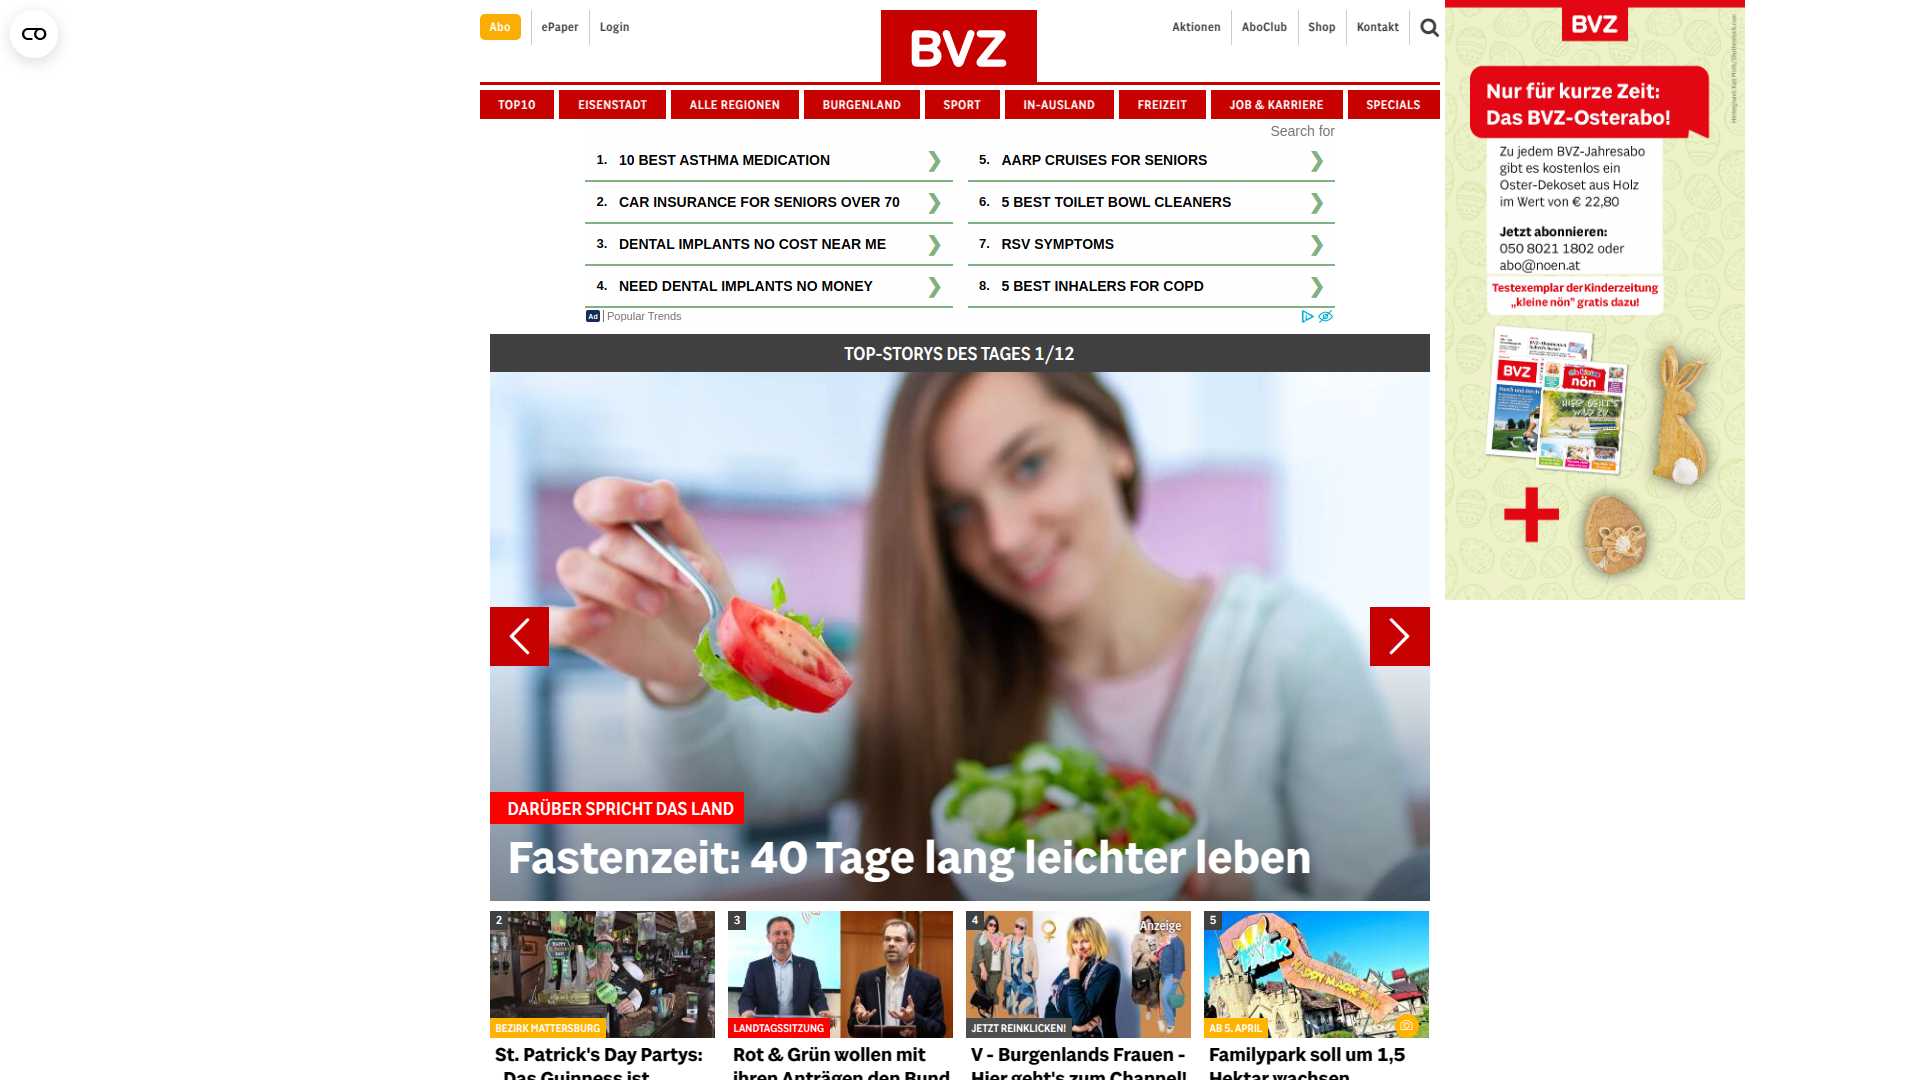 Abo
ePaper
Login
BVZ
Aktionen
AboClub
Shop
Kontakt
TOP10
EISENSTADT
ALLE REGIONEN
BURGENLAND
SPORT
IN-AUSLAND
FREIZEIT
JOB & KARRIERE
SPECIALS
Search for
1. 10 BEST ASTHMA MEDICATION
2. CAR INSURANCE FOR SENIORS OVER 70
3. DENTAL IMPLANTS NO COST NEAR ME
4. NEED DENTAL IMPLANTS NO MONEY
5. AARP CRUISES FOR SENIORS
6. 5 BEST TOILET BOWL CLEANERS
7. RSV SYMPTOMS
8. 5 BEST INHALERS FOR COPD
Ad | Popular Trends
TOP-STORYS DES TAGES 1/12
DARÜBER SPRICHT DAS LAND
Fastenzeit: 40 Tage lang leichter leben
2
BEZIRK MATTERSBURG
St. Patrick's Day Partys:
„Das Guinness ist
3
LANDTAGSSITZUNG
Rot & Grün wollen mit
ihren Anträgen den Bund
4
Anzeige
JETZT REINKLICKEN!
V - Burgenlands Frauen -
Hier geht's zum Channel!
5
HAPPY MAGIC
AB 5. APRIL
Familypark soll um 1,5
Hektar wachsen
BVZ
Nur für kurze Zeit:
Das BVZ-Osterabo!
Zu jedem BVZ-Jahresabo
gibt es kostenlos ein
Oster-Dekoset aus Holz
im Wert von € 22,80
Jetzt abonnieren:
050 8021 1802 oder
abo@noen.at
Testexemplar der Kinderzeitung
„kleine nön" gratis dazu!
BVZ
nön
+